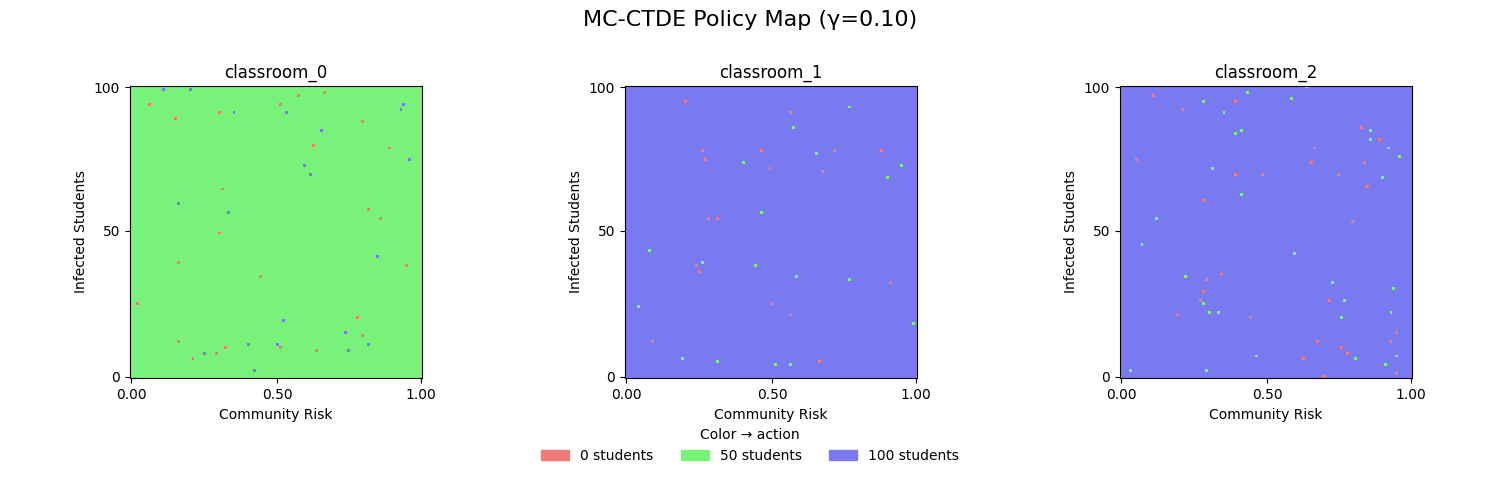 MC-CTDE Policy Map (γ=0.10)
classroom_0
classroom_1
classroom_2
100
50
0
Infected Students
0.00
0.50
1.00
Community Risk
100
50
0
Infected Students
0.00
0.50
1.00
Community Risk
100
50
0
Infected Students
0.00
0.50
1.00
Community Risk
Color → action
0 students
50 students
100 students